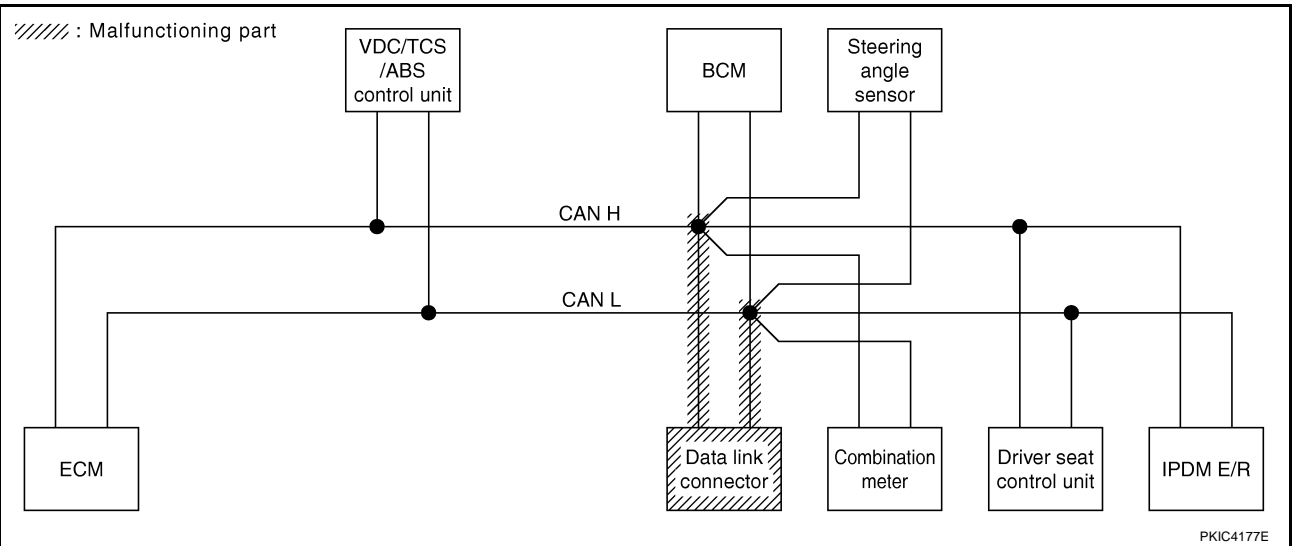 : Malfunctioning part
VDC/TCS
/ABS
control unit
BCM
Steering
angle
sensor
CAN H
CAN L
ECM
Data link
connector
Combination
meter
Driver seat
control unit
IPDM E/R
PKIC4177E